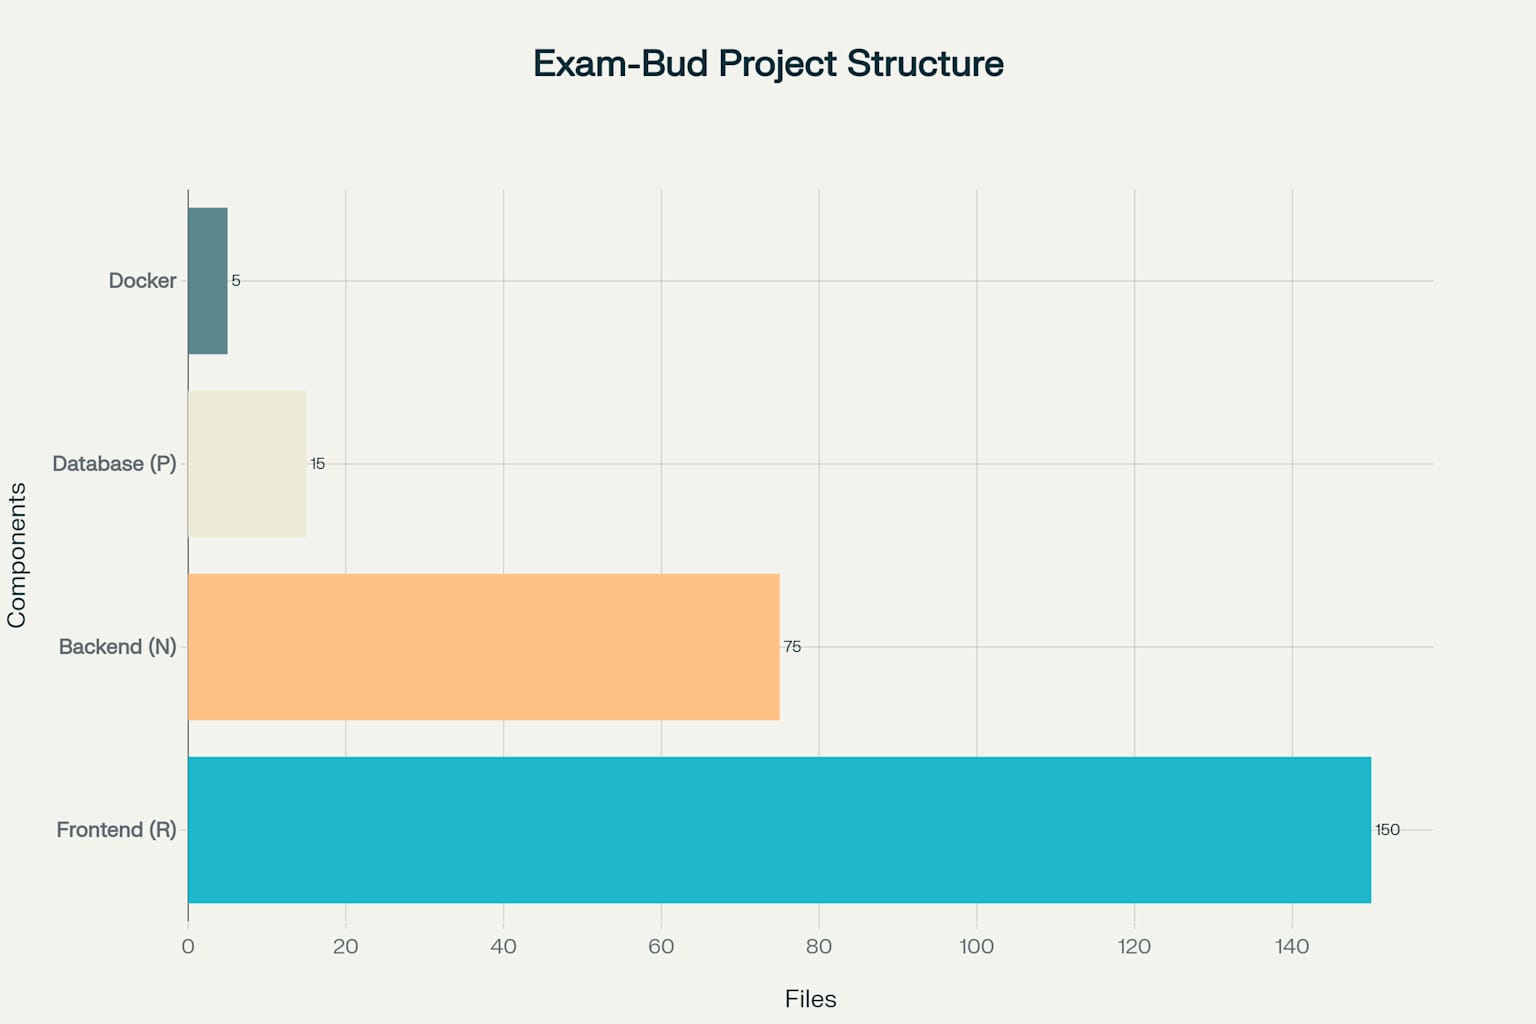 Exam-Bud Project Structure
Docker
5
Database (P)
15
Components
Backend (N)
75
Frontend (R)
150
0 20 40 60 80 100 120 140
Files